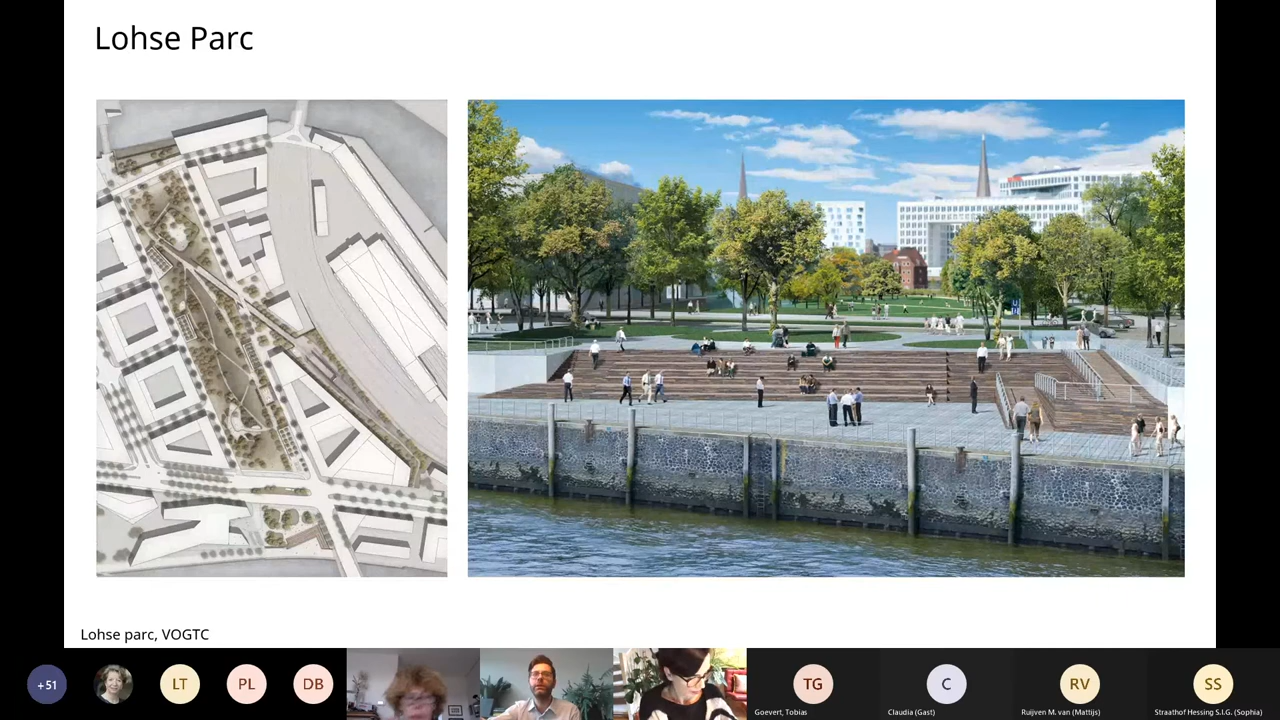 Lohse Parc
Lohse parc, VOGTC
+51
LT
PL
DB
TG
Goevert, Tobias
C
Claudia (Gast)
RV
Ruijven M. van (Mattijs)
SS
Straathof Hessing S.I.G. (Sophia)